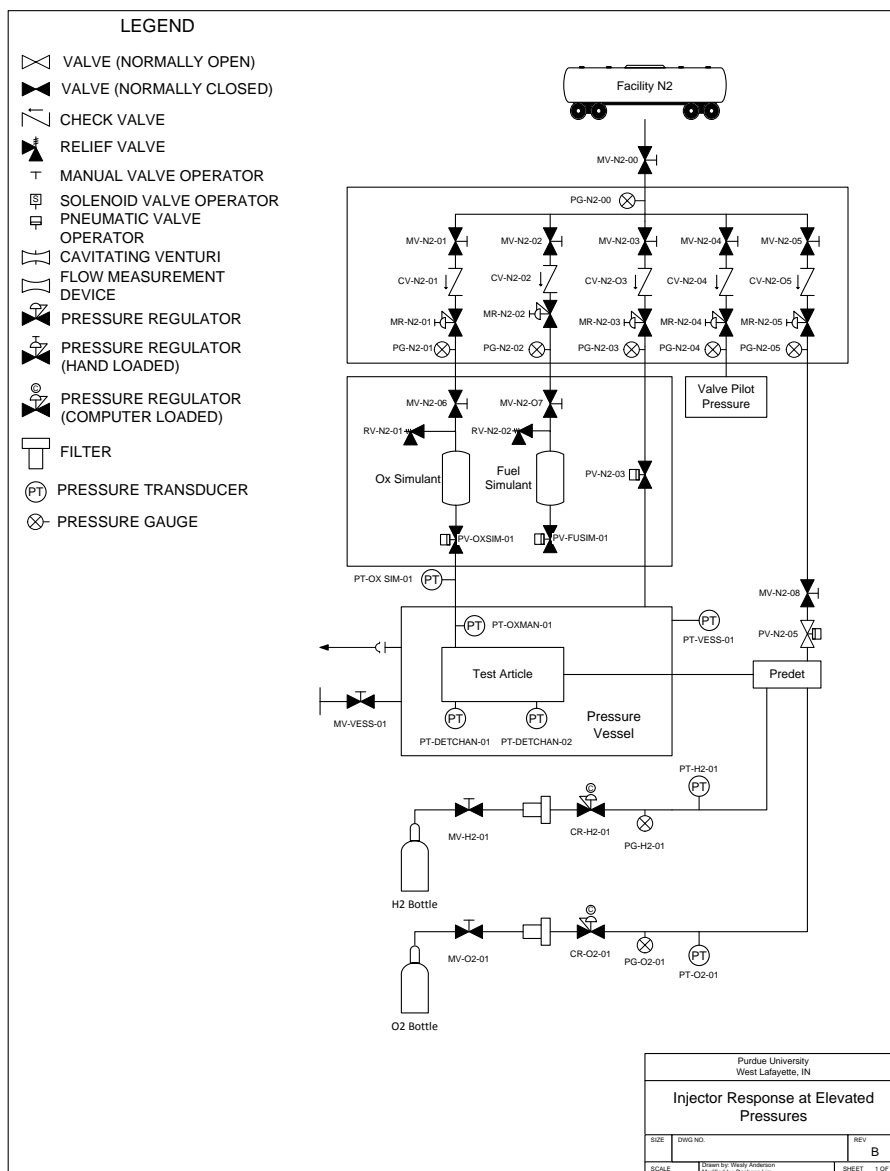 LEGEND
VALVE (NORMALLY OPEN)
VALVE (NORMALLY CLOSED)
CHECK VALVE
RELIEF VALVE
MANUAL VALVE OPERATOR
S
SOLENOID VALVE OPERATOR
PNEUMATIC VALVE
OPERATOR
CAVITATING VENTURI
FLOW MEASUREMENT
DEVICE
PRESSURE REGULATOR
PRESSURE REGULATOR
(HAND LOADED)
©
PRESSURE REGULATOR
(COMPUTER LOADED)
FILTER
PT
PRESSURE TRANSDUCER
PRESSURE GAUGE
Facility N2
MV-N2-00
PG-N2-00
MV-N2-01
MV-N2-02
MV-N2-03
MV-N2-04
MV-N2-05
CV-N2-01
CV-N2-02
CV-N2-O3
CV-N2-04
CV-N2-O5
MR-N2-01
MR-N2-02
MR-N2-03
MR-N2-04
MR-N2-05
PG-N2-01
PG-N2-02
PG-N2-03
PG-N2-04
PG-N2-05
Valve Pilot
Pressure
MV-N2-06
MV-N2-O7
RV-N2-01
RV-N2-02
Ox Simulant
Fuel
Simulant
PV-N2-03
PV-OXSIM-01
PV-FUSIM-01
PT-OX SIM-01
PT
MV-N2-08
PV-N2-05
PT
PT-OXMAN-01
PT
PT-VESS-01
Test Article
Predet
PT
PT
PT-DETCHAN-01
PT-DETCHAN-02
Pressure
Vessel
MV-VESS-01
PT-H2-01
PT
©
MV-H2-01
CR-H2-01
PG-H2-01
H2 Bottle
©
MV-O2-01
CR-O2-01
PG-O2-01
PT
PT-O2-01
O2 Bottle
Purdue University
West Lafayette, IN
Injector Response at Elevated
Pressures
SIZE
DWG NO.
REV
B
SCALE
Drawn by: Wesly Anderson
SHEET
1 OF